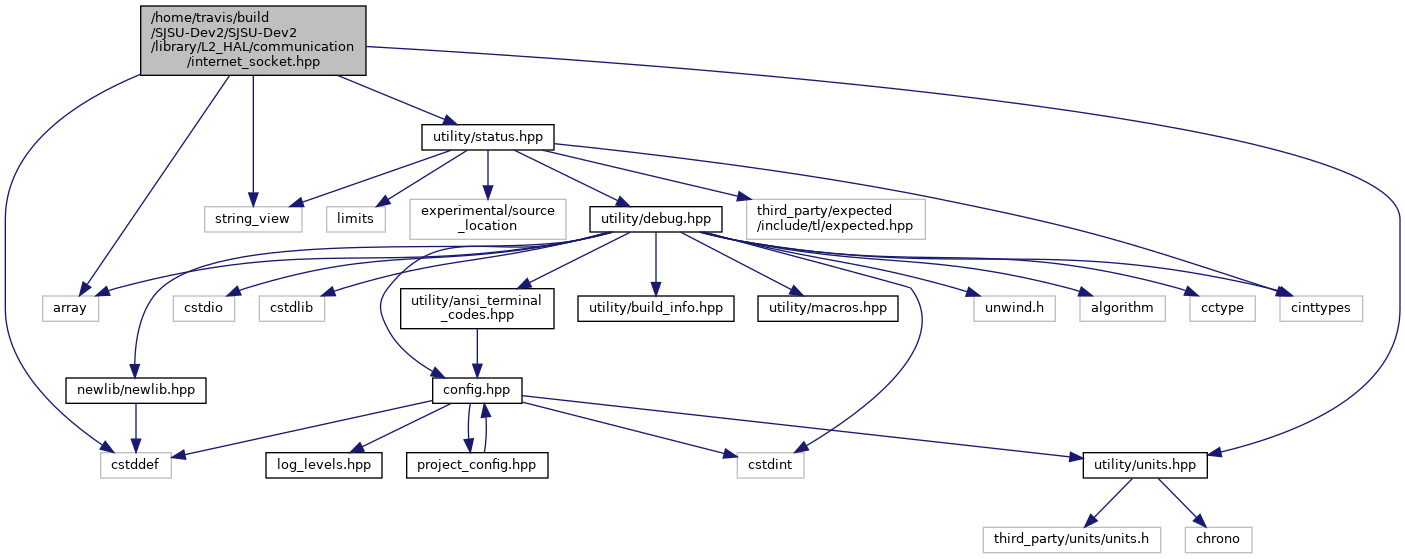 /home/travis/build
/SJSU-Dev2/SJSU-Dev2
/library/L2_HAL/communication
/internet_socket.hpp
utility/status.hpp
string_view
limits
experimental/source
_location
utility/debug.hpp
third_party/expected
/include/tl/expected.hpp
array
cstdio
cstdlib
utility/ansi_terminal
_codes.hpp
utility/build_info.hpp
utility/macros.hpp
unwind.h
algorithm
cctype
cinttypes
newlib/newlib.hpp
config.hpp
cstddef
log_levels.hpp
project_config.hpp
cstdint
utility/units.hpp
third_party/units/units.h
chrono